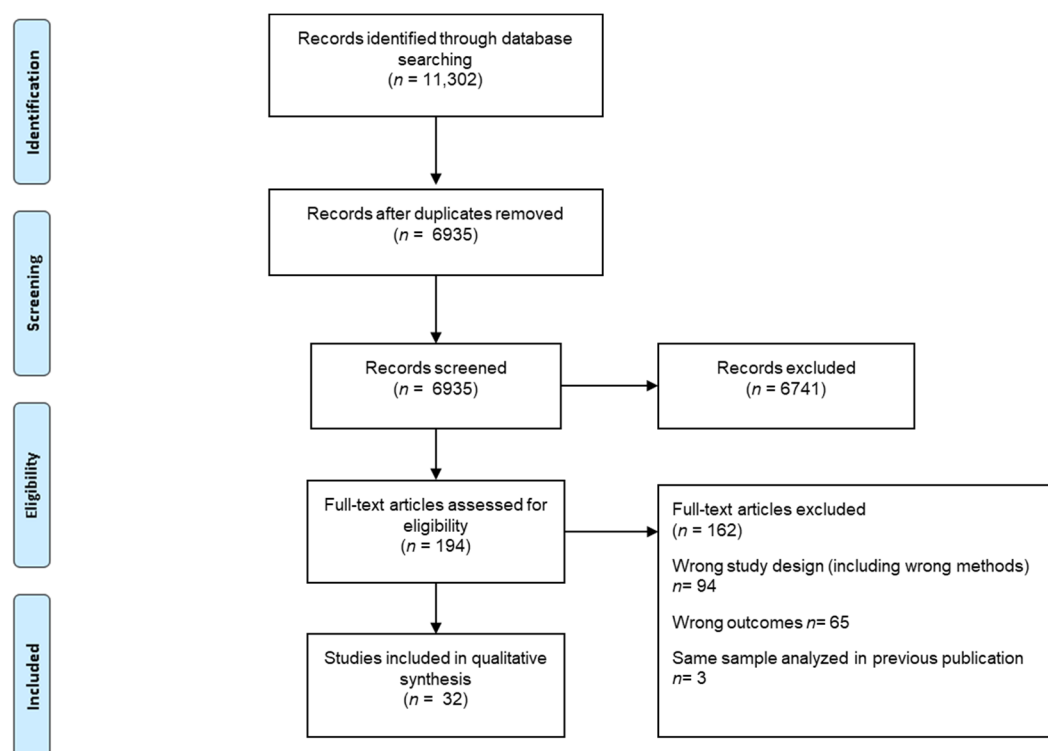 Identification
Records identified through database
searching
(n = 11,302)
Records after duplicates removed
(n = 6935)
Screening
Records screened
(n = 6935)
Records excluded
(n = 6741)
Eligibility
Full-text articles assessed for
eligibility
(n = 194)
Full-text articles excluded
(n = 162)
Wrong study design (including wrong methods)
n= 94
Wrong outcomes n= 65
Same sample analyzed in previous publication
n= 3
Included
Studies included in qualitative
synthesis
(n = 32)